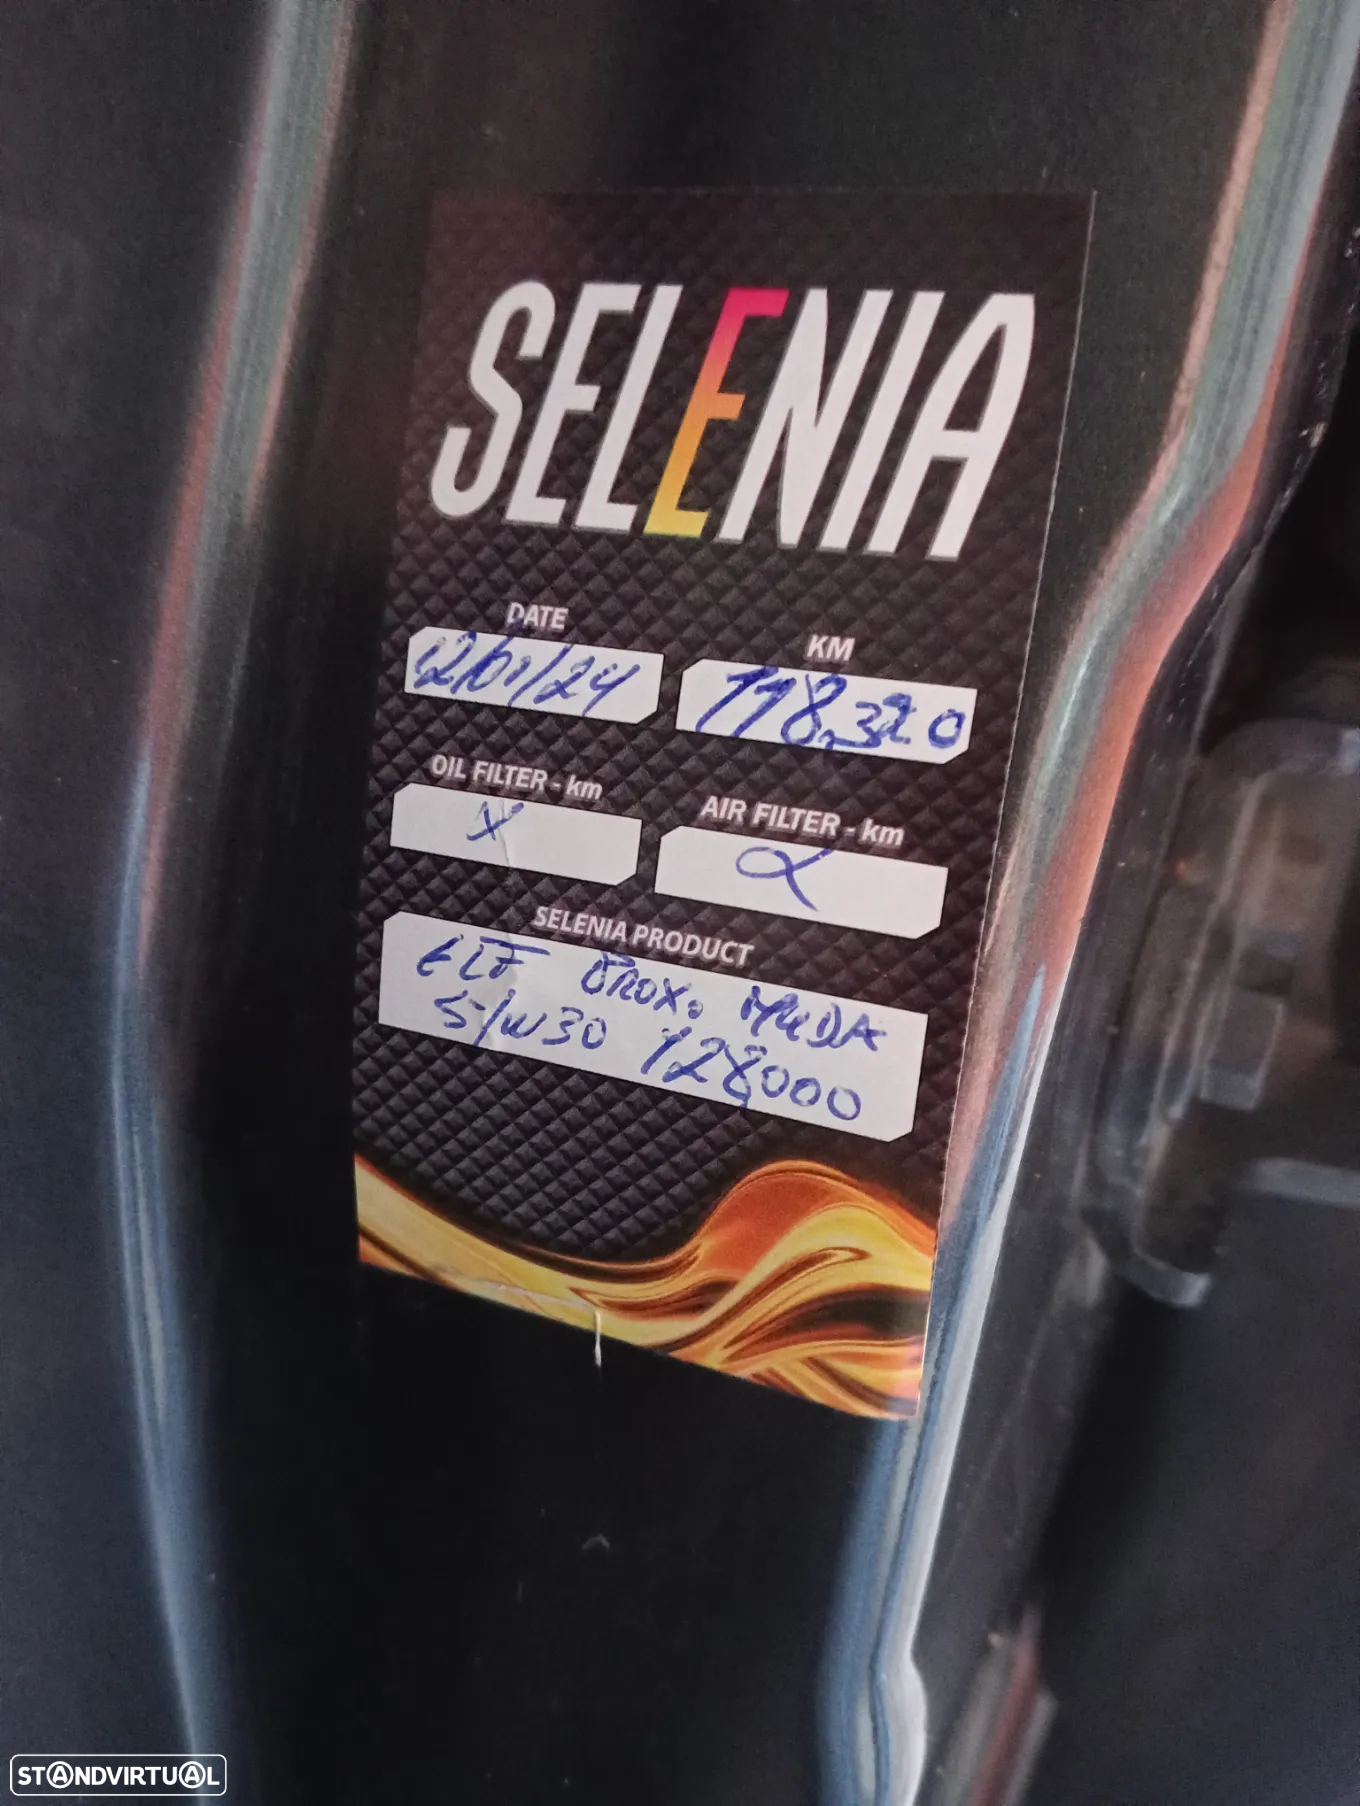 SELENIA
DATE
12/01/24
KM
118.320
OIL FILTER - km
X
AIR FILTER - km
X
SELENIA PRODUCT
ELF PROX. MUDA
5/W30 128000
STANDVIRTUAL